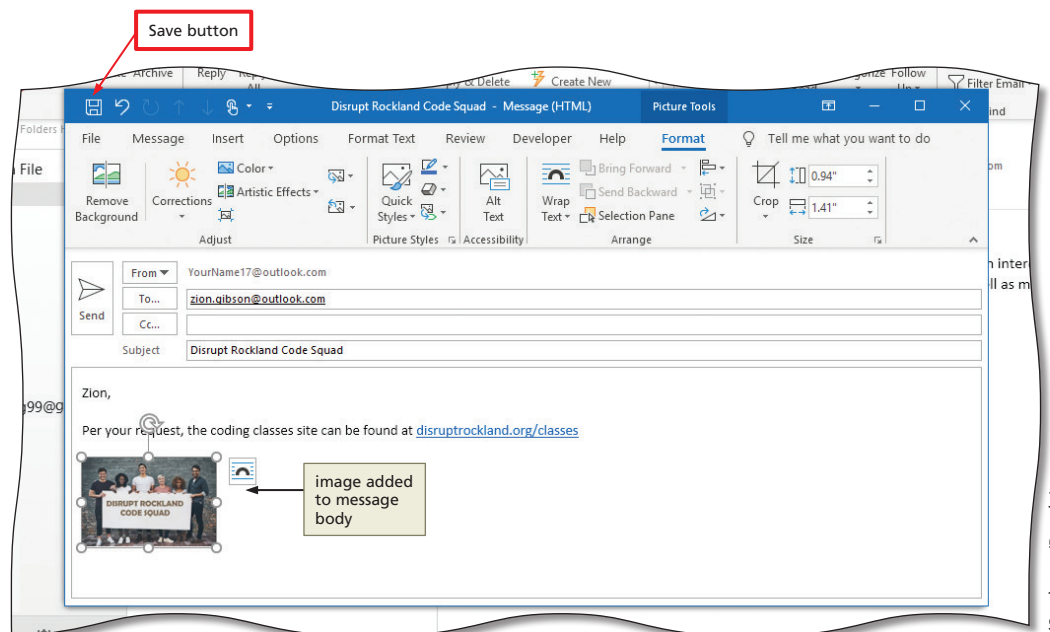 Save button
Archive Reply
All & Delete Create New Follow
Filter Email
Disrupt Rockland Code Squad - Message (HTML) Picture Tools
Folders
File Message Insert Options Format Text Review Developer Help Format Tell me what you want to do
File
Remove Background
Corrections
Color
Artistic Effects
Adjust
Quick Styles
Picture Styles
Alt Text
Accessibility
Wrap Text
Bring Forward
Send Backward
Selection Pane
Arrange
Crop
0.94"
1.41"
Size
Send
From YourName17@outlook.com
To... zion.gibson@outlook.com
Cc...
Subject Disrupt Rockland Code Squad
Zion,
Per your request, the coding classes site can be found at disruptrockland.org/classes
DISRUPT ROCKLAND
CODE SQUAD
image added
to message
body